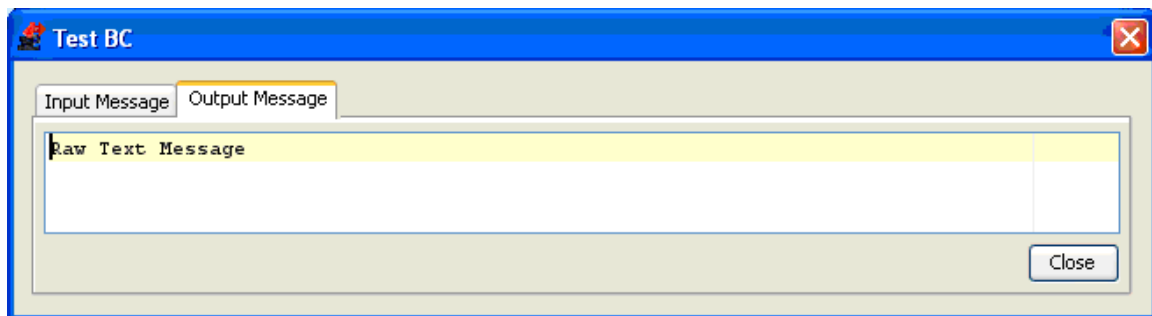 Test BC
Input Message Output Message
Raw Text Message
Close